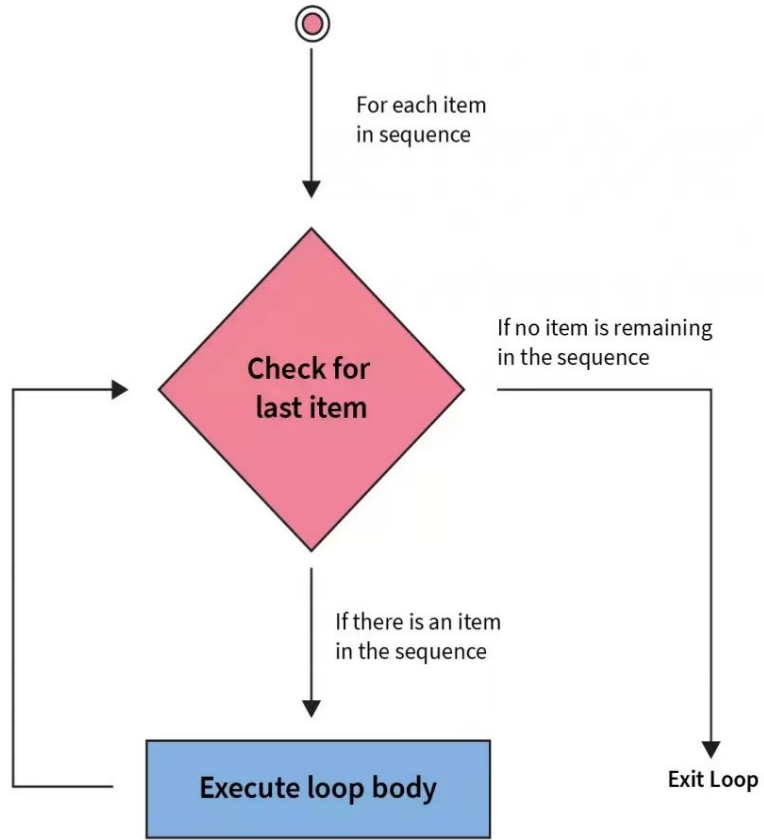 For each item
in sequence
Check for
last item
If no item is remaining
in the sequence
If there is an item
in the sequence
Execute loop body
Exit Loop